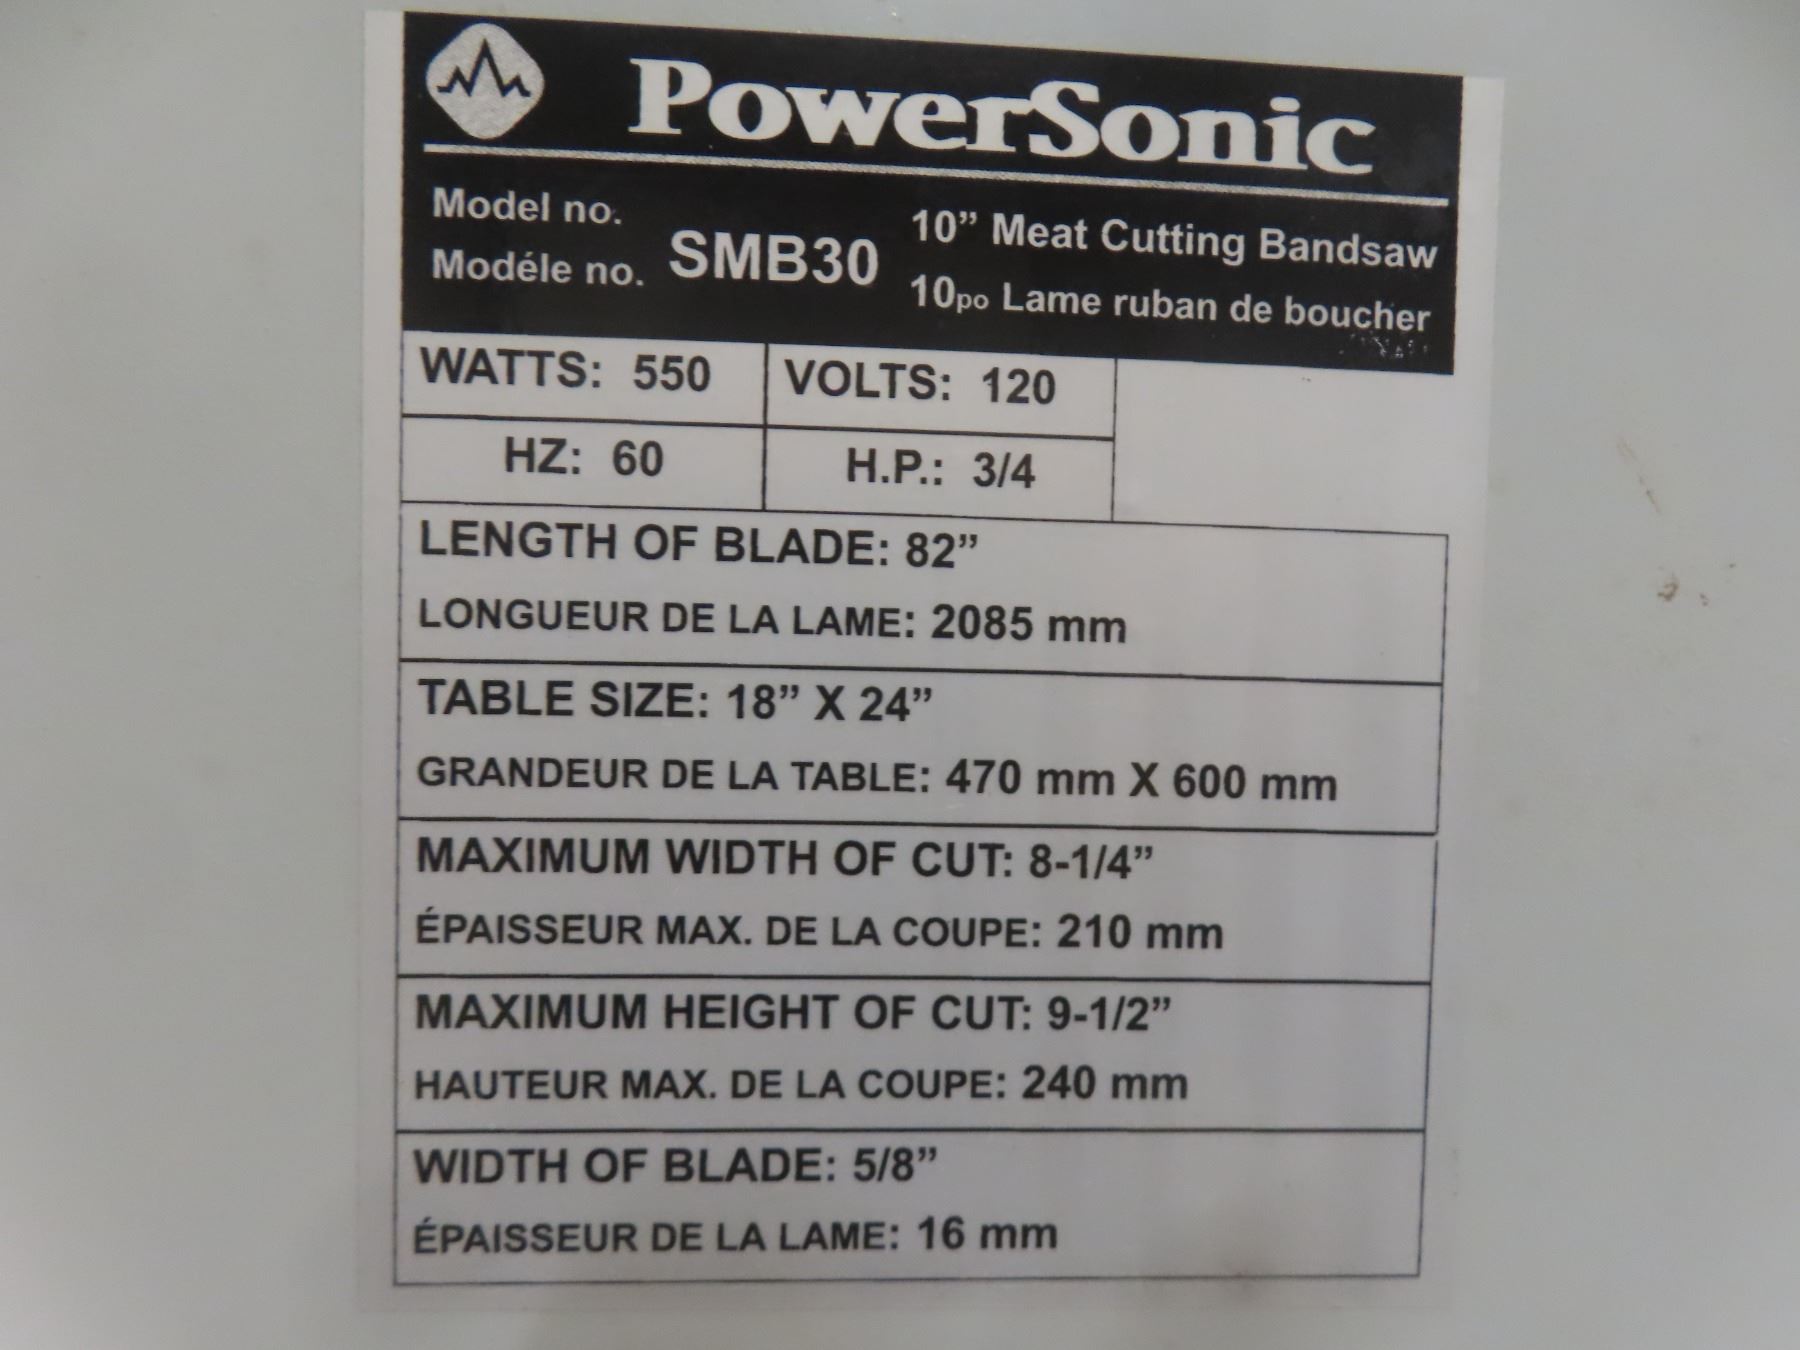 PowerSonic
Model no.
Modéle no. SMB30
10” Meat Cutting Bandsaw
10po Lame ruban de boucher
WATTS: 550
VOLTS: 120
HZ: 60
H.P.: 3/4
LENGTH OF BLADE: 82”
LONGUEUR DE LA LAME: 2085 mm
TABLE SIZE: 18” X 24”
GRANDEUR DE LA TABLE: 470 mm X 600 mm
MAXIMUM WIDTH OF CUT: 8-1/4”
ÉPAISSEUR MAX. DE LA COUPE: 210 mm
MAXIMUM HEIGHT OF CUT: 9-1/2”
HAUTEUR MAX. DE LA COUPE: 240 mm
WIDTH OF BLADE: 5/8”
ÉPAISSEUR DE LA LAME: 16 mm